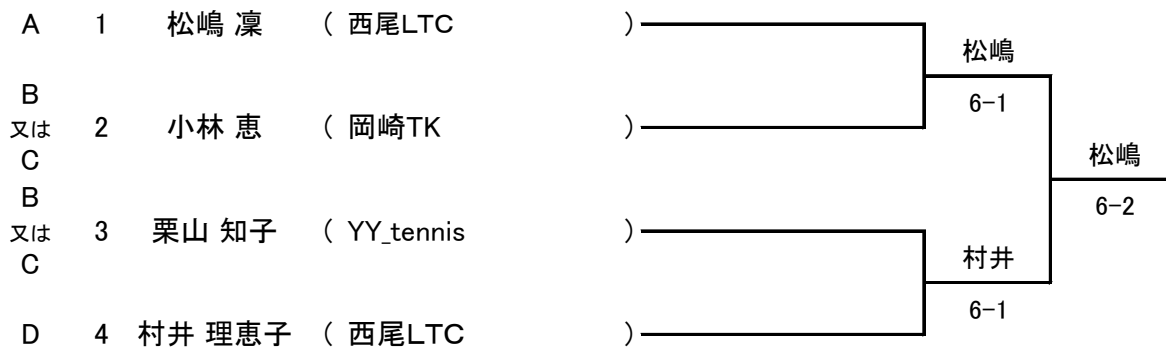 A 1 松嶋 凜 ( 西尾LTC )
松嶋
6-1
B
又は 2 小林 恵 ( 岡崎TK )
C
松嶋
6-2
B
又は 3 栗山 知子 ( YY_tennis )
C
村井
6-1
D 4 村井 理恵子 ( 西尾LTC )